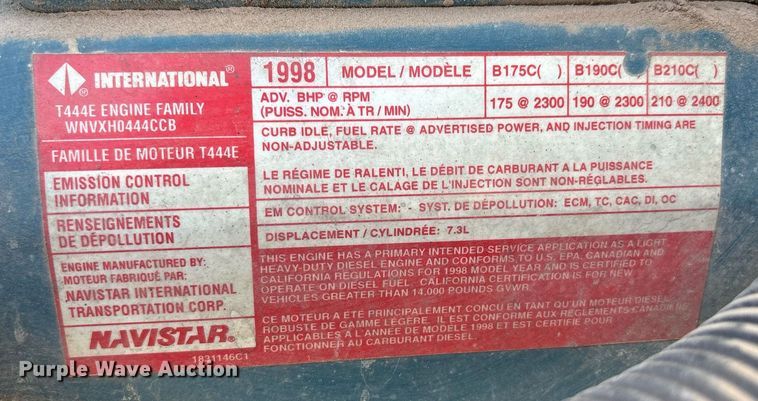 INTERNATIONAL®
T444E ENGINE FAMILY
WNVXH0444CCB
FAMILLE DE MOTEUR T444E
EMISSION CONTROL
INFORMATION
RENSEIGNEMENTS
DE DÉPOLLUTION
ENGINE MANUFACTURED BY:
MOTEUR FABRIQUÉ PAR:
NAVISTAR INTERNATIONAL
TRANSPORTATION CORP.
NAVISTAR®
1831146C1
1998 MODEL / MODÈLE B175C( ) B190C( ) B210C( )
ADV. BHP @ RPM
(PUISS. NOM. À TR / MIN) 175 @ 2300 190 @ 2300 210 @ 2400
CURB IDLE, FUEL RATE @ ADVERTISED POWER, AND INJECTION TIMING ARE
NON-ADJUSTABLE.
LE RÉGIME DE RALENTI, LE DÉBIT DE CARBURANT A LA PUISSANCE
NOMINALE ET LE CALAGE DE L'INJECTION SONT NON-RÉGLABLES.
EM CONTROL SYSTEM: - SYST. DE DÉPOLLUTION: ECM, TC, CAC, DI, OC
DISPLACEMENT / CYLINDRÉE: 7.3L
THIS ENGINE HAS A PRIMARY INTENDED SERVICE APPLICATION AS A LIGHT
HEAVY-DUTY DIESEL ENGINE AND CONFORMS TO U.S. EPA, CANADIAN AND
CALIFORNIA REGULATIONS FOR 1998 MODEL YEAR AND IS CERTIFIED TO
OPERATE ON DIESEL FUEL. CALIFORNIA CERTIFICATION IS FOR NEW
VEHICLES GREATER THAN 14,000 POUNDS GVWR.
CE MOTEUR A ÉTÉ PRINCIPALEMENT CONCU EN TANT QU'UN MOTEUR DIESEL
ROBUSTE DE GAMME LÉGÈRE. IL EST CONFORME AUX RÈGLEMENTS CANADIENS
APPLICABLES A L'ANNÉE DE MODÈLE 1998 ET EST CERTIFIÉ POUR
FONCTIONNER AU CARBURANT DIESEL.
Purple Wave Auction